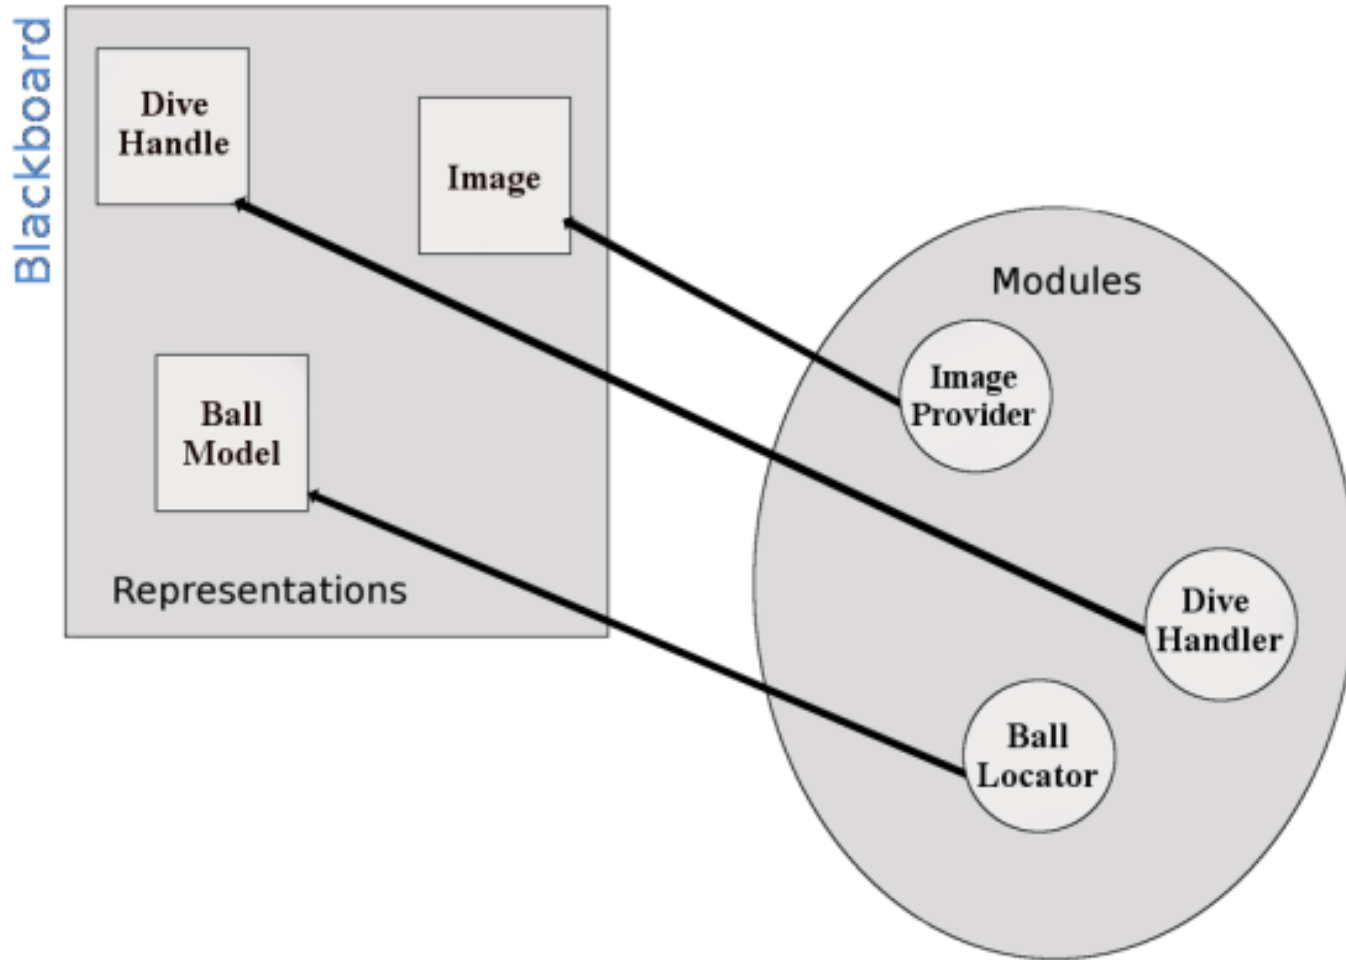 Blackboard
Dive
Handle
Image
Ball
Model
Representations
Modules
Image
Provider
Dive
Handler
Ball
Locator